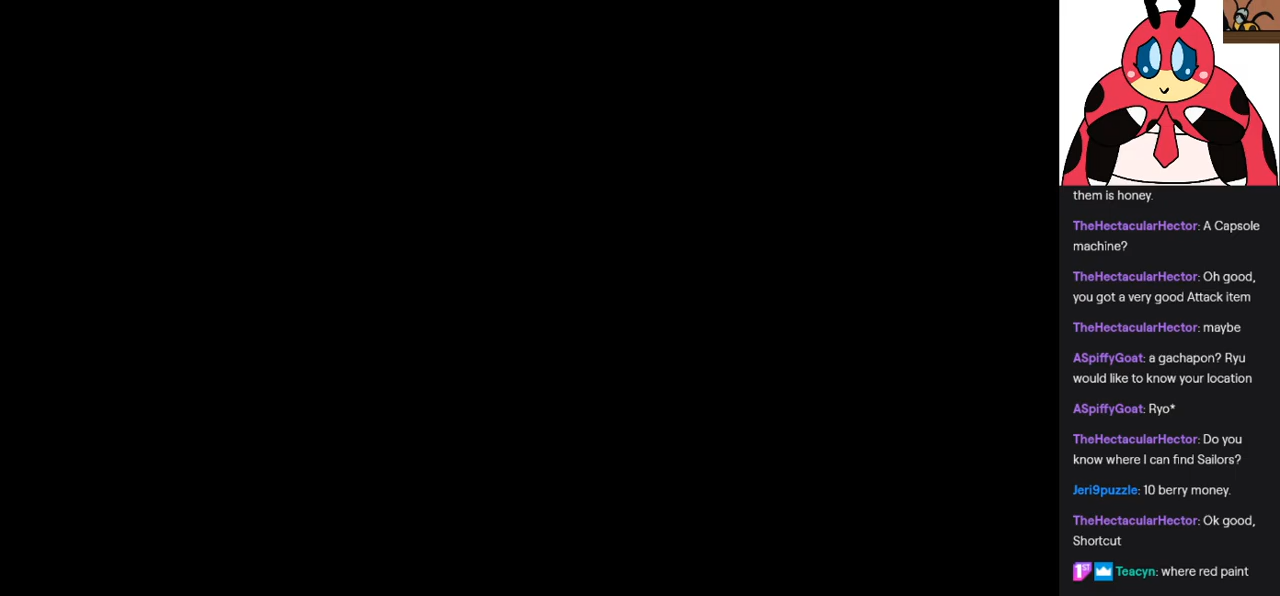 them is honey.
TheHectacularHector: A Capsole
machine?
TheHectacularHector: Oh good,
you got a very good Attack item
TheHectacularHector: maybe
ASpiffyGoat: a gachapon? Ryu
would like to know your location
ASpiffyGoat: Ryo*
TheHectacularHector: Do you
know where I can find Sailors?
Jeri9puzzle: 10 berry money.
TheHectacularHector: Ok good,
Shortcut
1ST Teacyn: where red paint